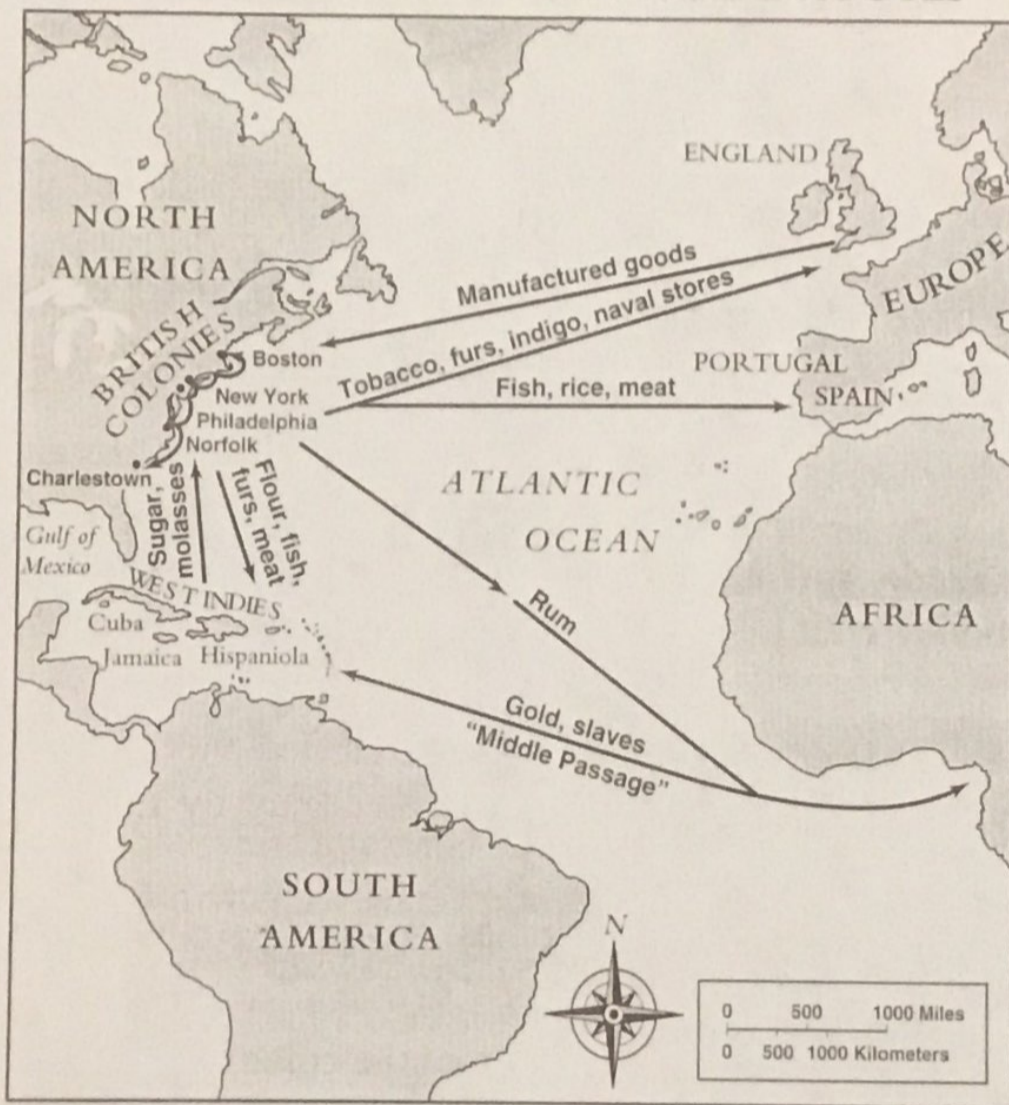 ENGLAND
NORTH
AMERICA
EUROPE
Manufactured goods
Tobacco, furs, indigo, naval stores
BRITISH
COLONIES
Boston
PORTUGAL
Fish, rice, meat
SPAIN
New York
Philadelphia
Norfolk
Charlestown
Sugar,
molasses
Flour, fish,
furs, meat
ATLANTIC
OCEAN
Gulf of
Mexico
WEST INDIES
Cuba
Jamaica
Hispaniola
Rum
AFRICA
Gold, slaves
"Middle Passage"
SOUTH
AMERICA
N
0 500 1000 Miles
0 500 1000 Kilometers